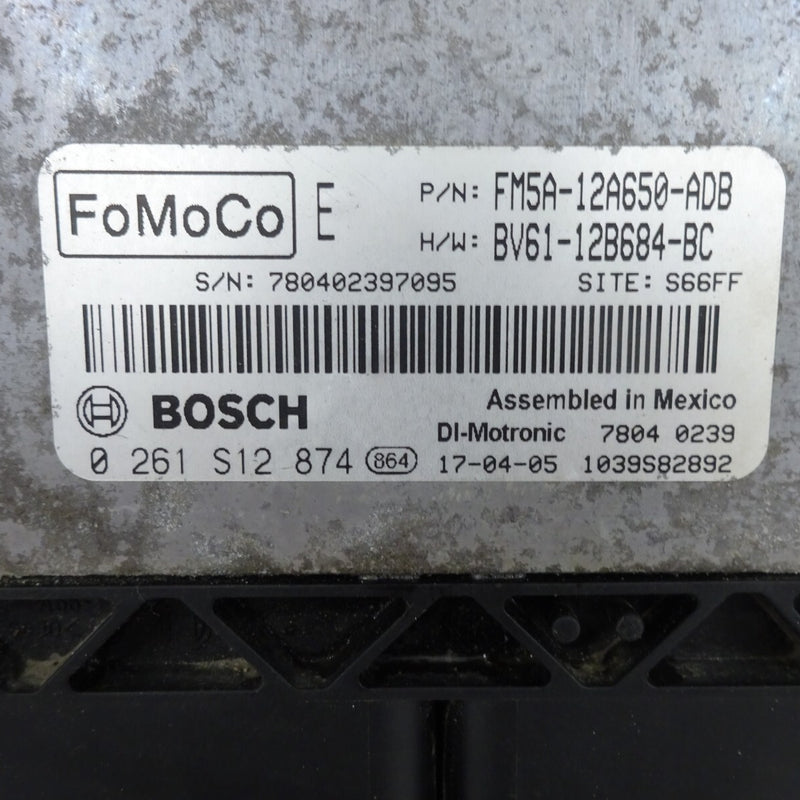 FoMoCo E P/N: FM5A-12A650-ADB
H/W: BV61-12B684-BC
S/N: 780402397095 SITE: S66FF
BOSCH Assembled in Mexico
DI-Motronic 7804 0239
0 261 S12 874 864 17-04-05 1039S82892